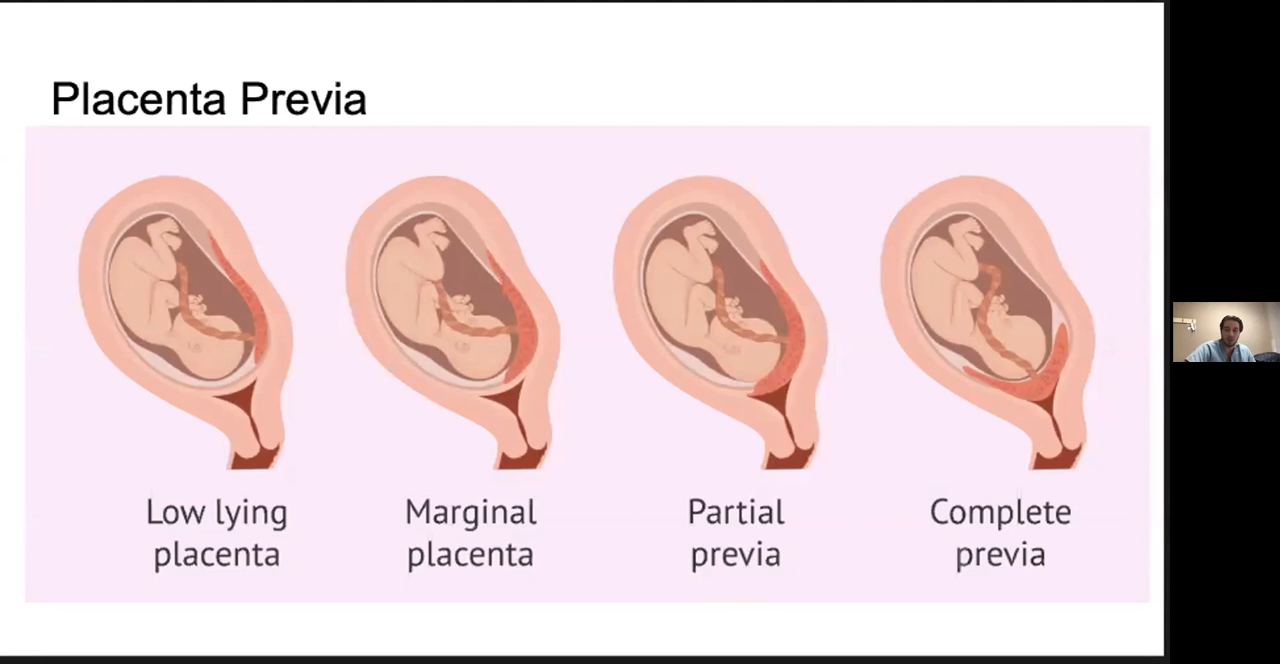 Placenta Previa
Low lying
placenta
Marginal
placenta
Partial
previa
Complete
previa